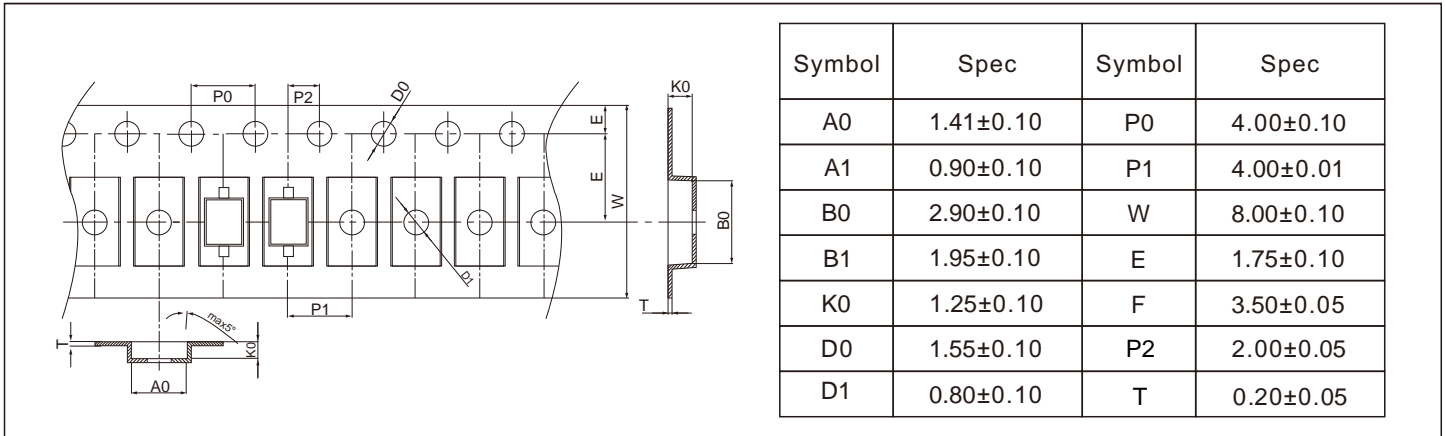 P0
P2
D0
E
E
W
D1
P1
T
max5°
K0
A0
K0
B0
T
Symbol Spec Symbol Spec
A0 1.41±0.10 P0 4.00±0.10
A1 0.90±0.10 P1 4.00±0.01
B0 2.90±0.10 W 8.00±0.10
B1 1.95±0.10 E 1.75±0.10
K0 1.25±0.10 F 3.50±0.05
D0 1.55±0.10 P2 2.00±0.05
D1 0.80±0.10 T 0.20±0.05